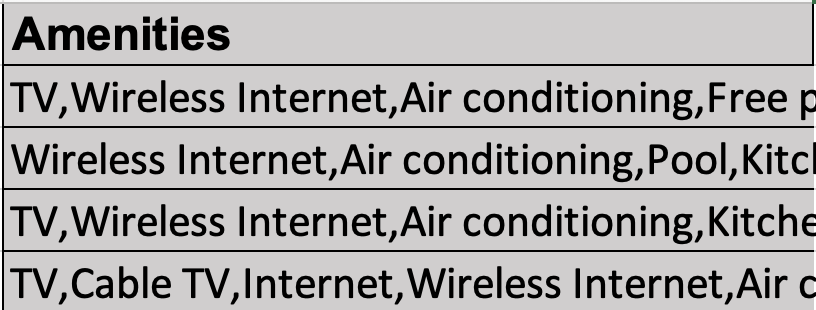 Amenities
TV,Wireless Internet,Air conditioning,Free
Wireless Internet,Air conditioning,Pool,
TV,Wireless Internet,Air conditioning,
TV,Cable TV,Internet,Wireless Internet,Air